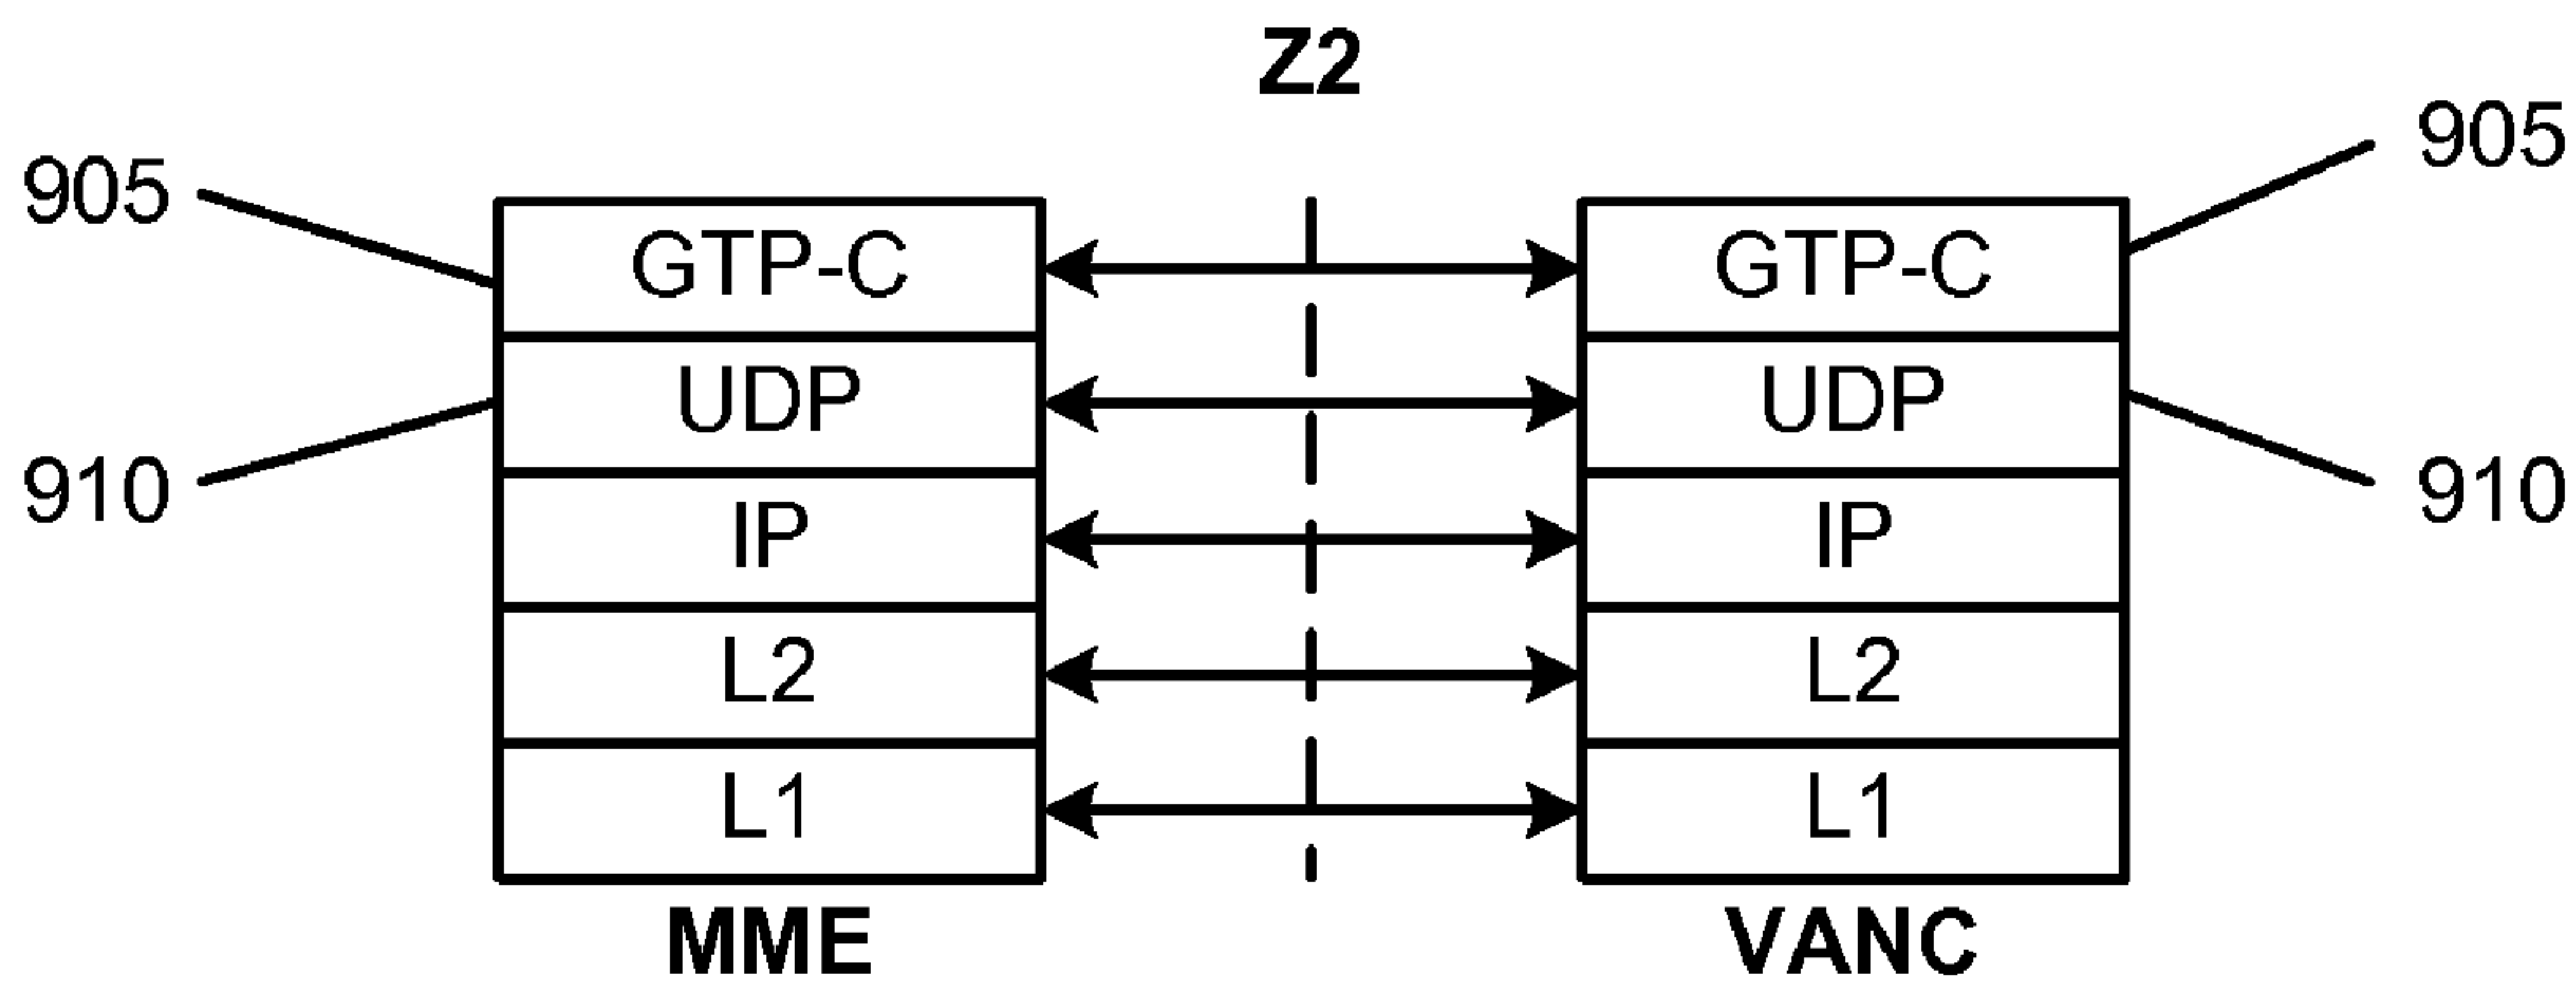 Z2
905 905
GTP-C GTP-C
UDP UDP
910 910
IP IP
L2 L2
L1 L1
MME VANC